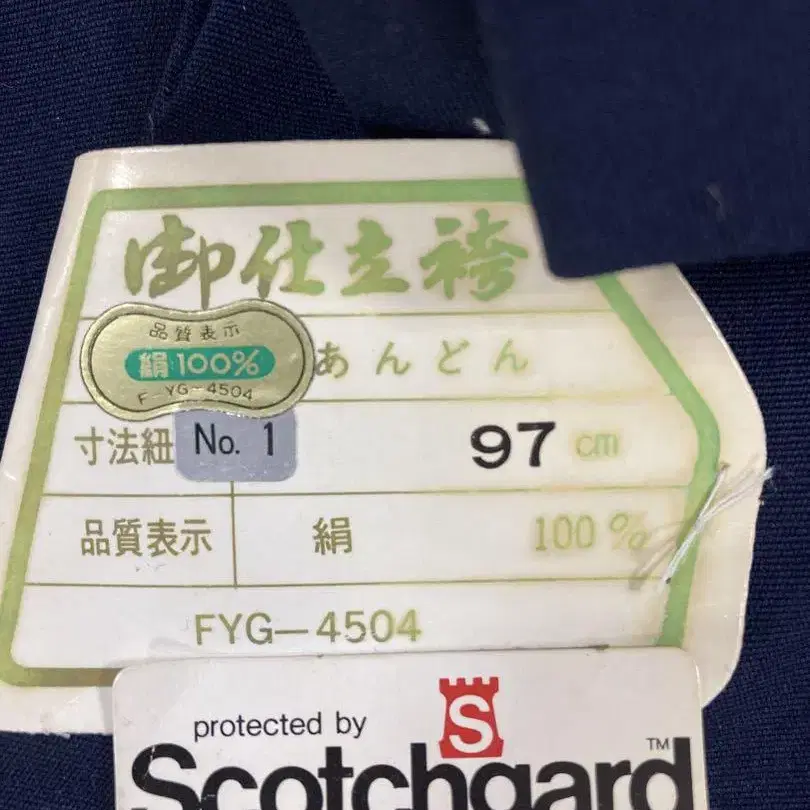 御仕立袴
品質表示
絹 100%
F-YG-4504
あんどん
寸法紐
No. 1
97 cm
品質表示 絹 100%
FYG-4504
protected by
S
Scotchgard™